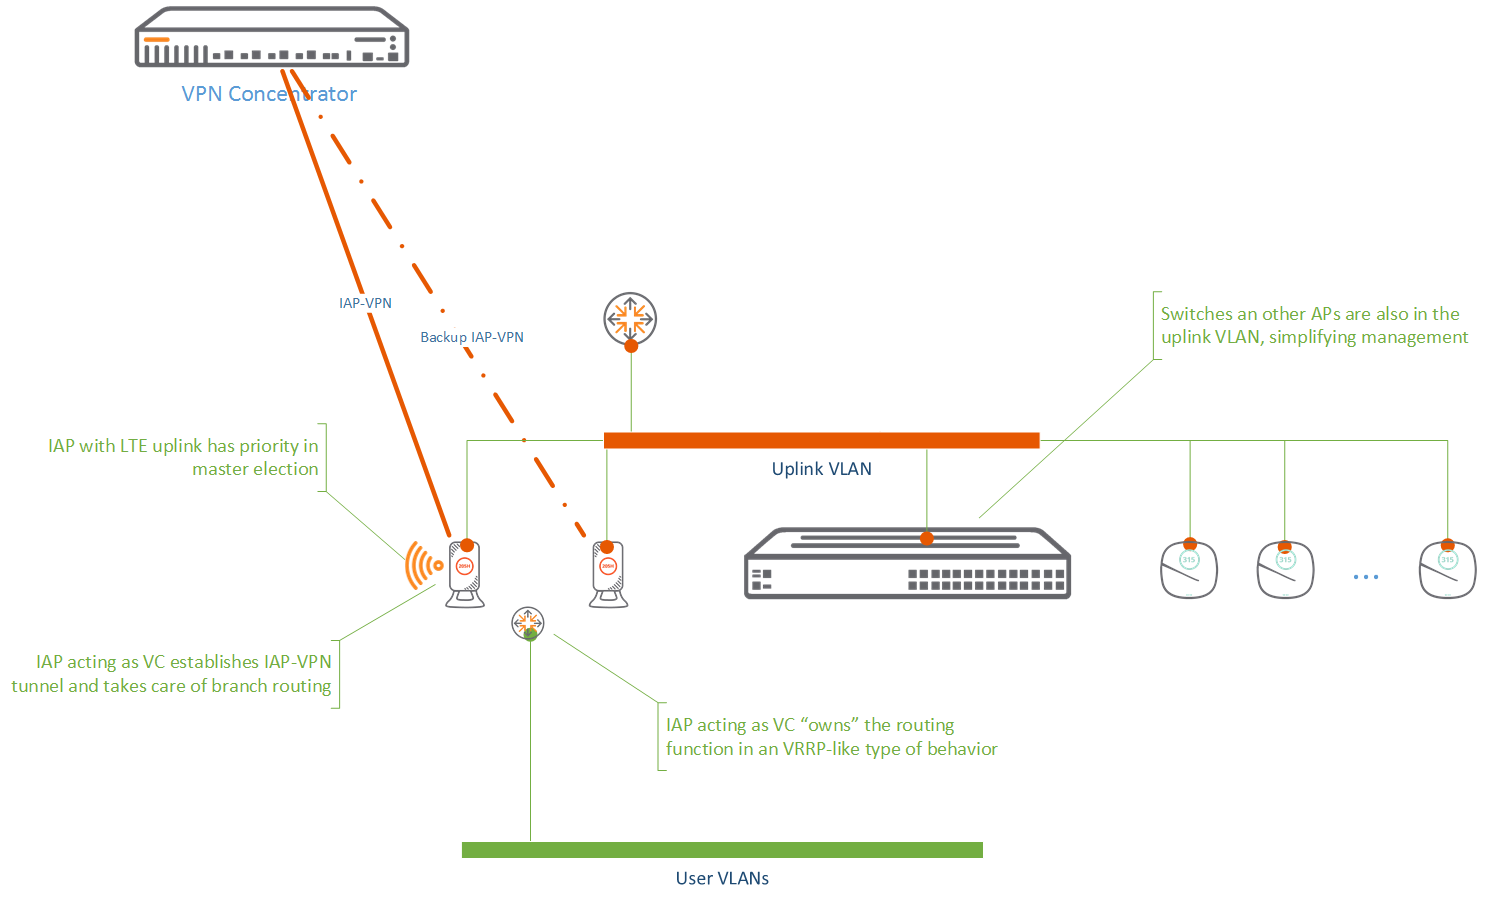 VPN Concentrator
IAP-VPN
Backup IAP-VPN
Switches an other APs are also in the
uplink VLAN, simplifying management
IAP with LTE uplink has priority in
master election
Uplink VLAN
205H
205H
315
315
315
IAP acting as VC establishes IAP-VPN
tunnel and takes care of branch routing
IAP acting as VC “owns” the routing
function in an VRRP-like type of behavior
User VLANs